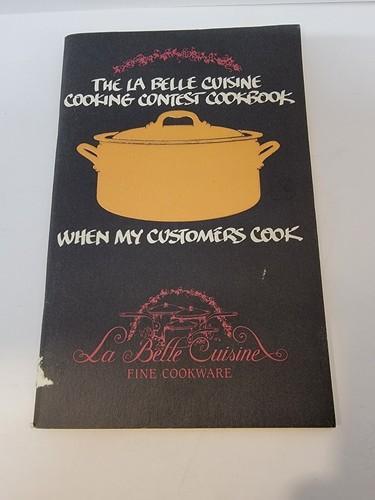 THE LA BELLE CUISINE
COOKING CONTEST COOKBOOK
WHEN MY CUSTOMERS COOK
La Belle Cuisine
FINE COOKWARE